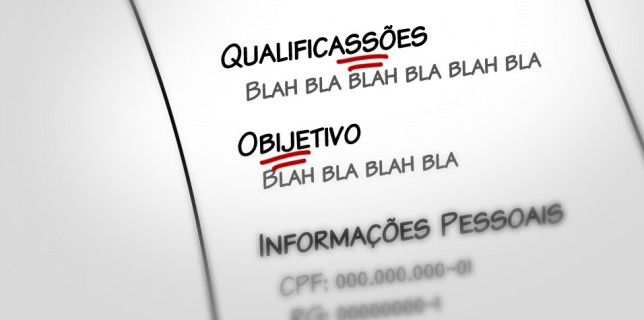 Qualificassões
Blah bla blah bla blah bla
Obijetivo
Blah bla blah bla
Informações Pessoais
CPF: 000.000.000-01
RG: 00000000-1